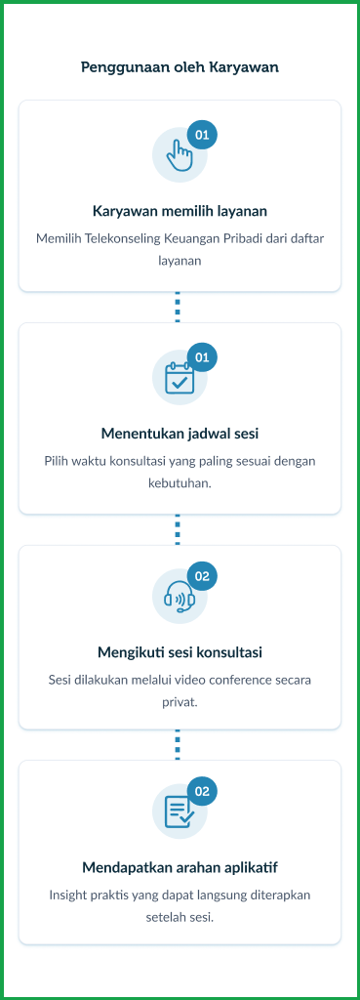 Penggunaan oleh Karyawan
01
Karyawan memilih layanan
Memilih Telekonseling Keuangan Pribadi dari daftar
layanan
01
Menentukan jadwal sesi
Pilih waktu konsultasi yang paling sesuai dengan
kebutuhan.
02
Mengikuti sesi konsultasi
Sesi dilakukan melalui video conference secara
privat.
02
Mendapatkan arahan aplikatif
Insight praktis yang dapat langsung diterapkan
setelah sesi.